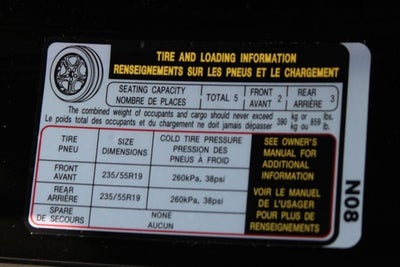 TIRE AND LOADING INFORMATION
RENSEIGNEMENTS SUR LES PNEUS ET LE CHARGEMENT
SEATING CAPACITY
NOMBRE DE PLACES
TOTAL 5
FRONT
AVANT 2
REAR
ARRIÈRE 3
The combined weight of occupants and cargo should never exceed 390 kg or 859 lbs.
Le poids total des occupants et du chargement ne doit jamais dépasser 390 kg ou 859 lb.
TIRE
PNEU
SIZE
DIMENSIONS
COLD TIRE PRESSURE
PRESSION DES
PNEUS À FROID
SEE OWNER'S
MANUAL FOR
ADDITIONAL
INFORMATION
FRONT
AVANT
235/55R19
260kPa, 38psi
REAR
ARRIÈRE
235/55R19
260kPa, 38psi
VOIR LE MANUEL
DE L'USAGER
POUR PLUS DE
RENSEIGNEMENTS
SPARE
DE SECOURS
NONE
AUCUN
N08